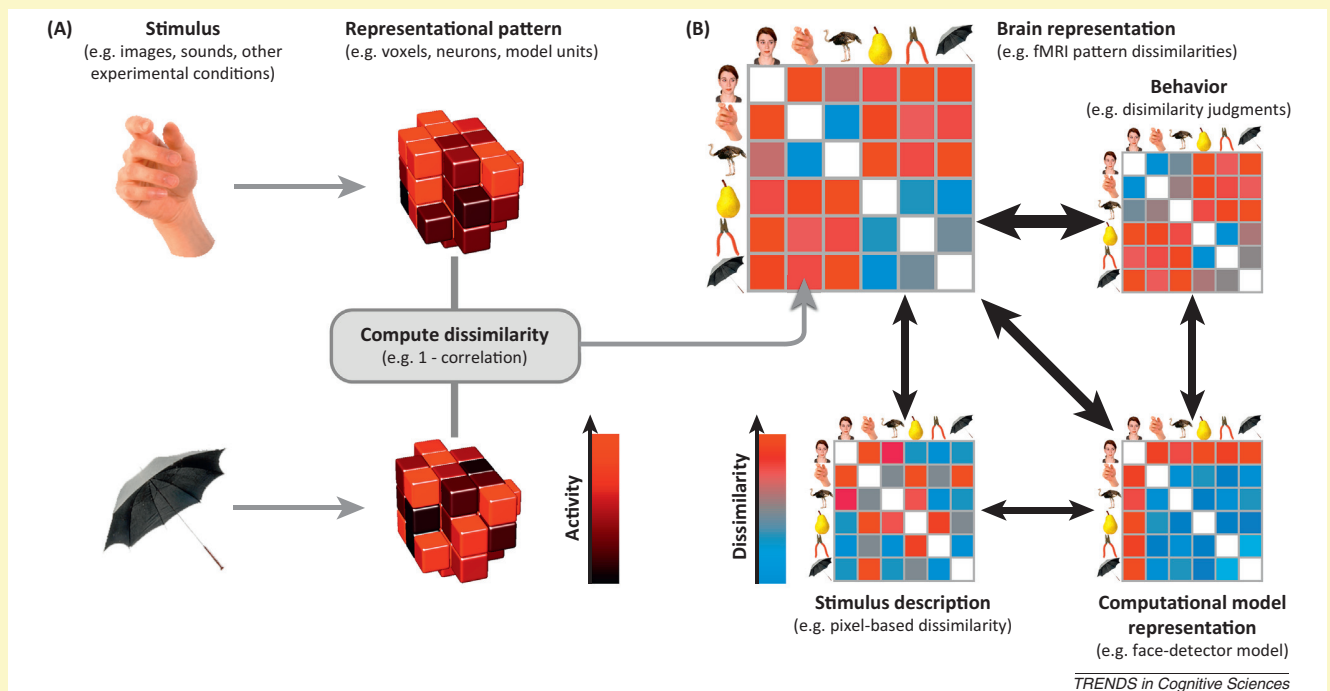 (A)
Stimulus
(e.g. images, sounds, other
experimental conditions)
Representational pattern
(e.g. voxels, neurons, model units)
Compute dissimilarity
(e.g. 1 - correlation)
Activity
(B)
Brain representation
(e.g. fMRI pattern dissimilarities)
Behavior
(e.g. disimilarity judgments)
Dissimilarity
Stimulus description
(e.g. pixel-based dissimilarity)
Computational model
representation
(e.g. face-detector model)
TRENDS in Cognitive Sciences